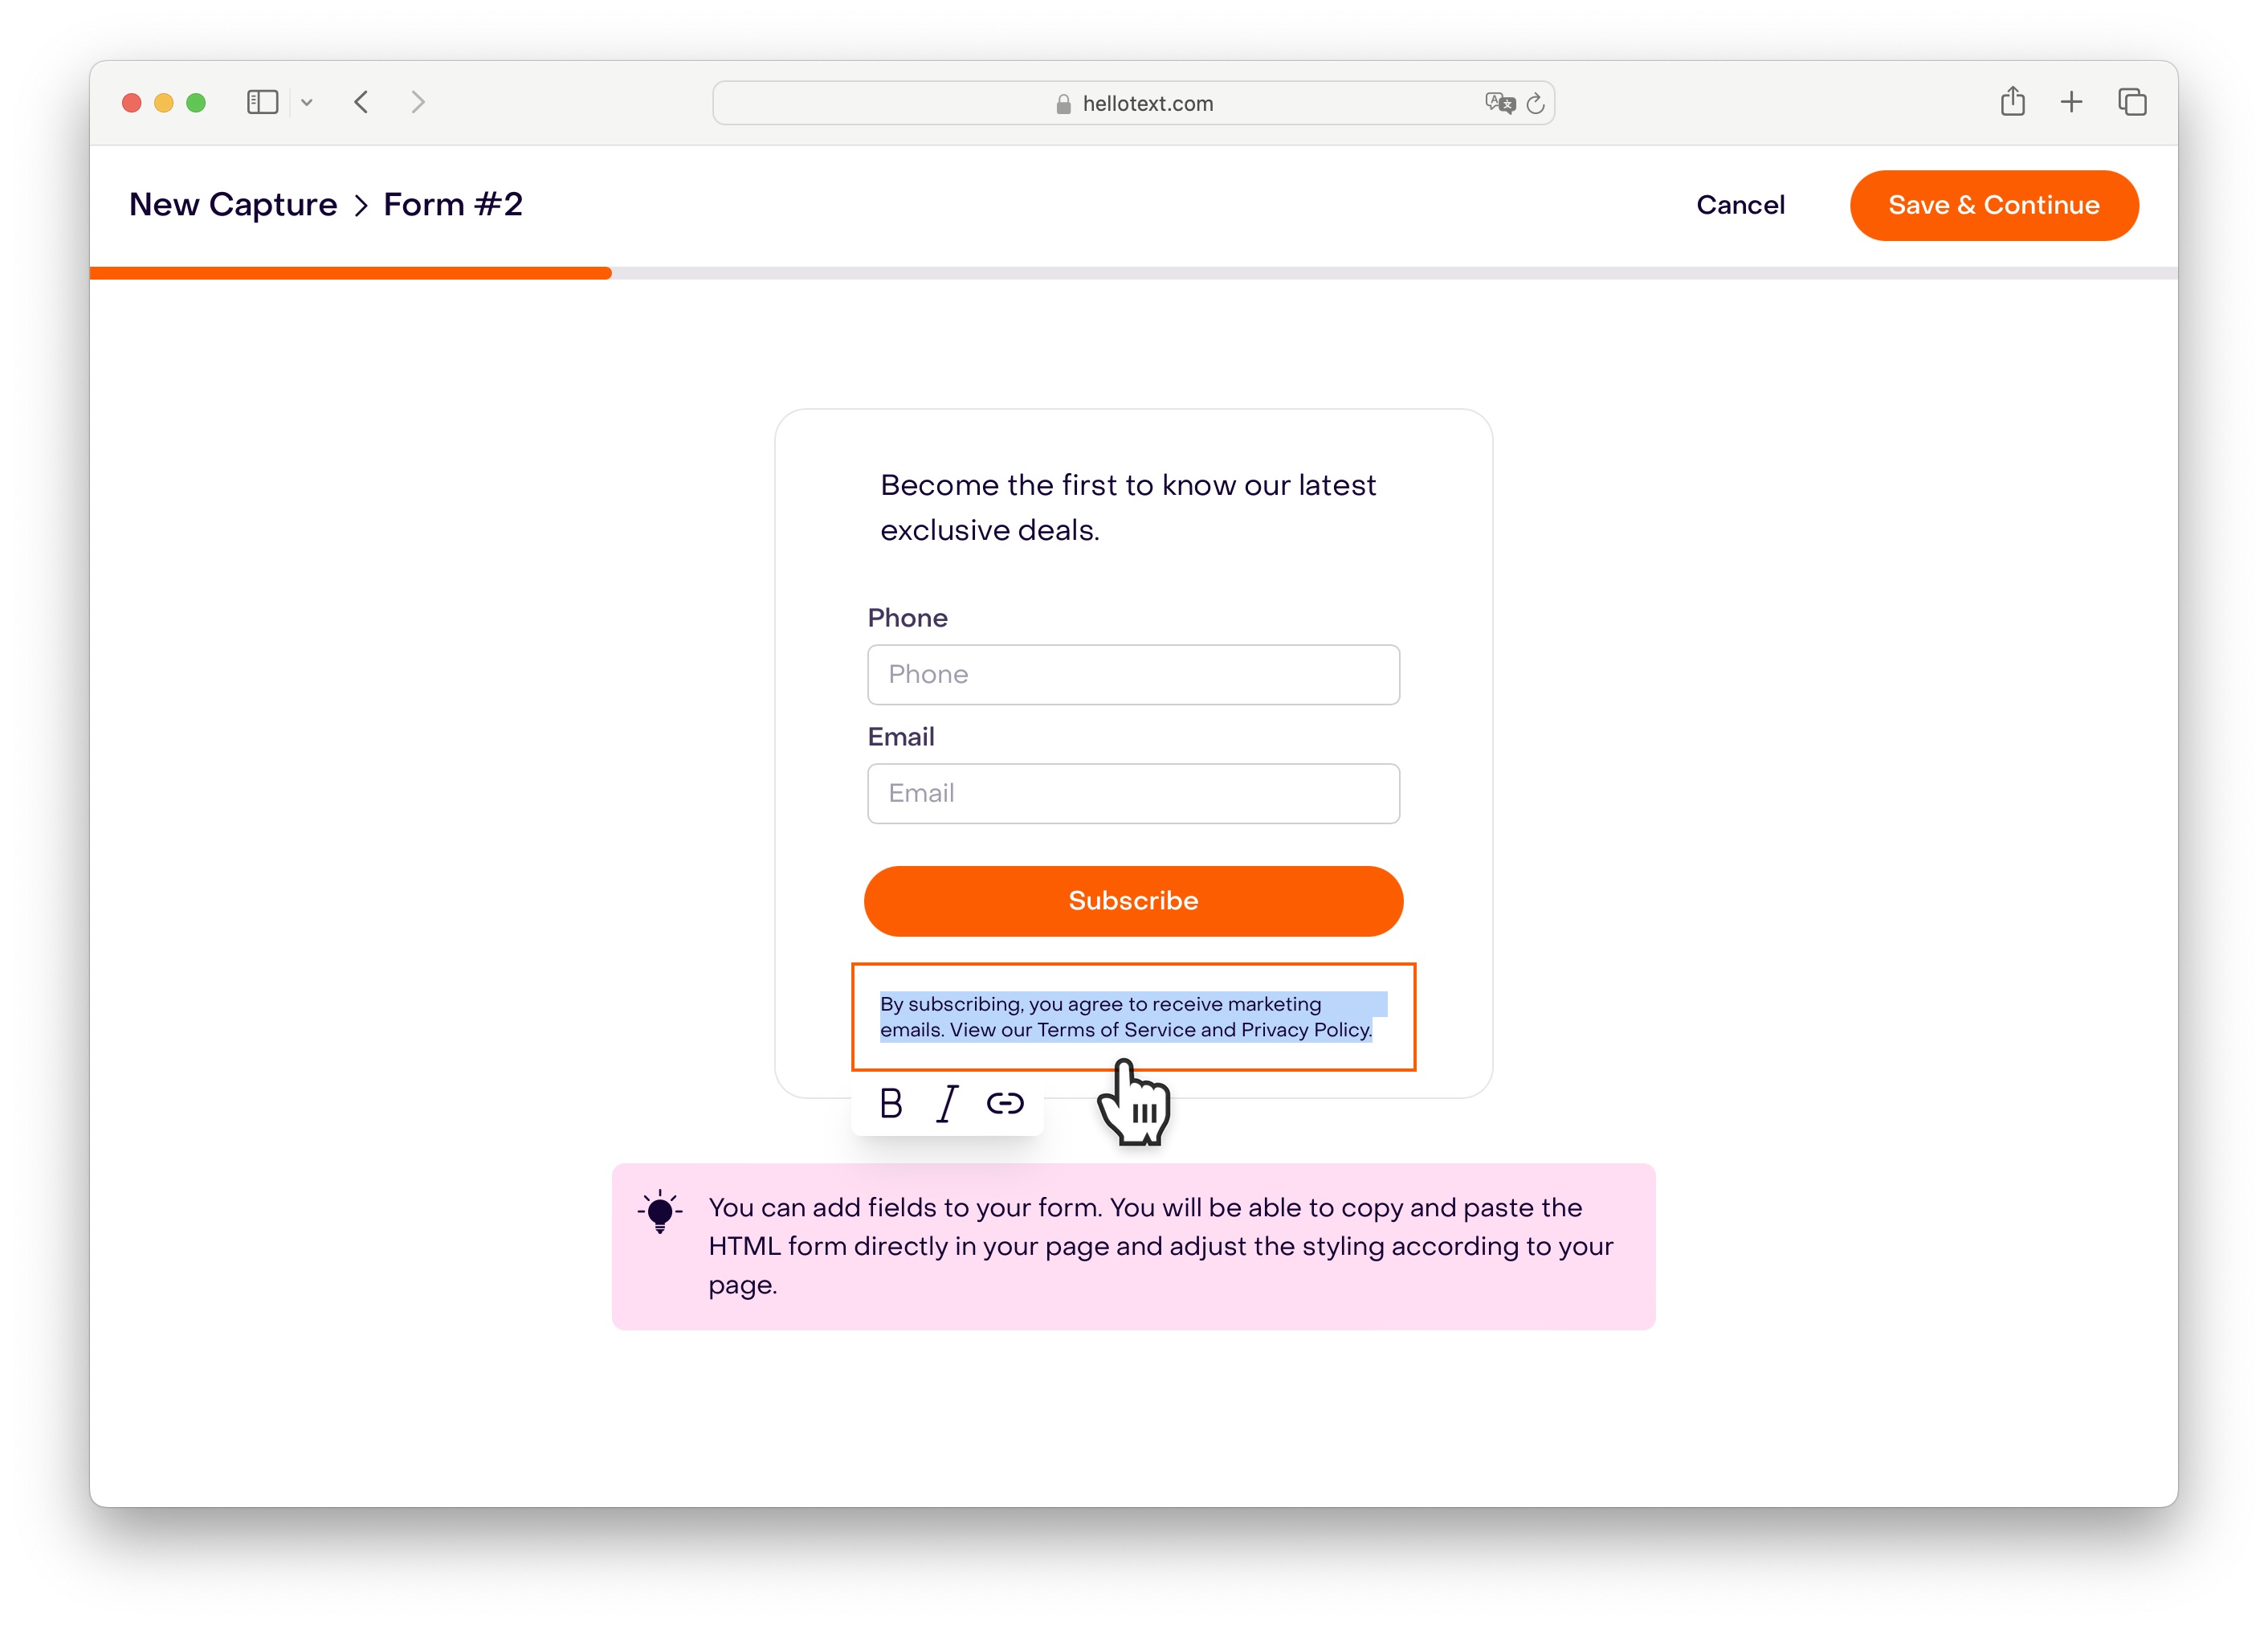 hellotext.com
New Capture > Form #2
Cancel
Save & Continue
Become the first to know our latest
exclusive deals.
Phone
Phone
Email
Email
Subscribe
By subscribing, you agree to receive marketing
emails. View our Terms of Service and Privacy Policy.
B I
You can add fields to your form. You will be able to copy and paste the
HTML form directly in your page and adjust the styling according to your
page.